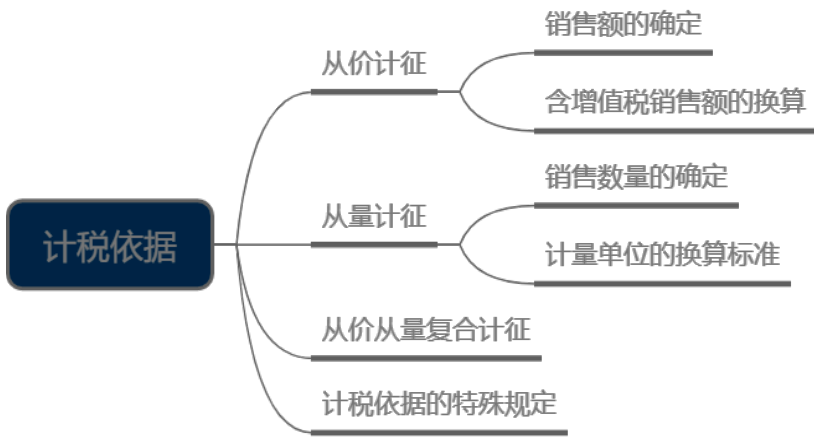 计税依据
从价计征
销售额的确定
含增值税销售额的换算
从量计征
销售数量的确定
计量单位的换算标准
从价从量复合计征
计税依据的特殊规定